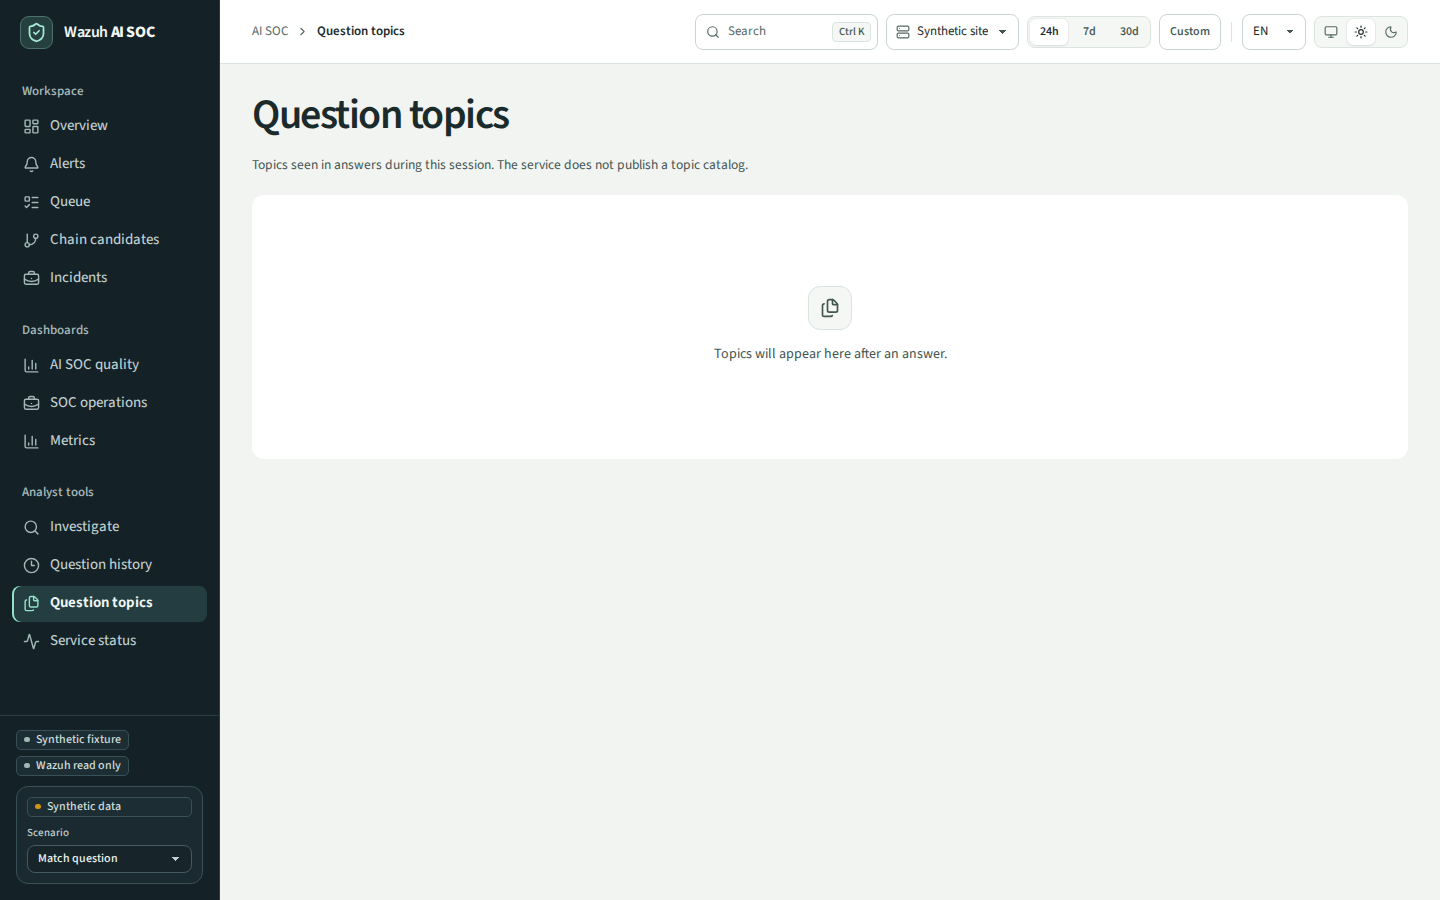 Wazuh AI SOC
Workspace
Overview
Alerts
Queue
Chain candidates
Incidents
Dashboards
AI SOC quality
SOC operations
Metrics
Analyst tools
Investigate
Question history
Question topics
Service status
Synthetic fixture
Wazuh read only
Synthetic data
Scenario
Match question
AI SOC > Question topics
Search Ctrl K
Synthetic site
24h 7d 30d
Custom
EN
Question topics
Topics seen in answers during this session. The service does not publish a topic catalog.
Topics will appear here after an answer.